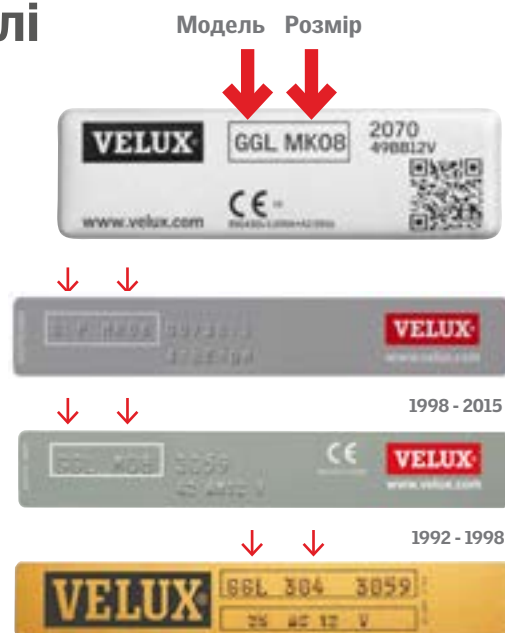 лі
Модель Розмір
VELUX
GGL MK08
2070
49BB12V
CE
www.velux.com
VELUX
www.velux.com
1998 - 2015
GGL M08 3059
CE
VELUX
www.velux.com
1992 - 1998
VELUX
GGL 304 3059